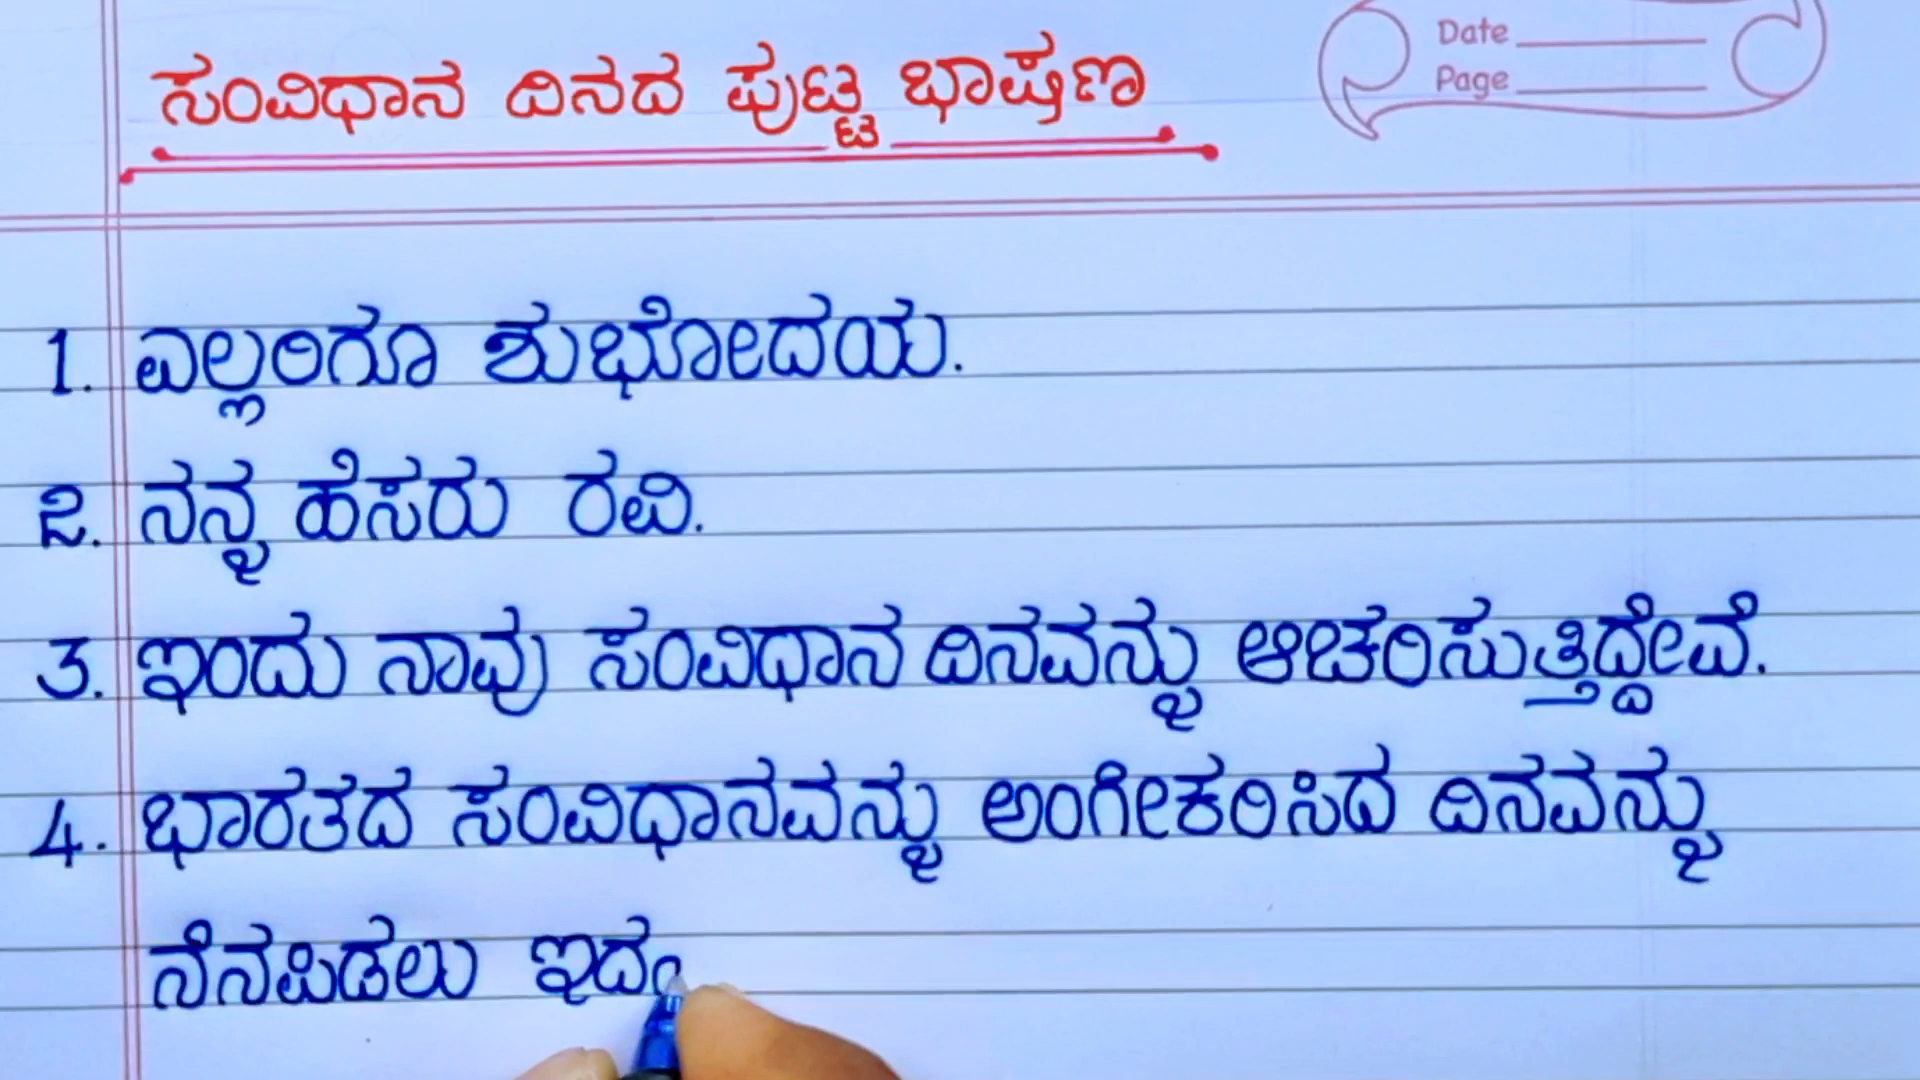 ಸಂವಿಧಾನ ದಿನದ ಪುಟ್ಟ ಭಾಷಣ
Date
Page
1. ಎಲ್ಲರಿಗೂ ಶುಭೋದಯ.
2. ನನ್ನ ಹೆಸರು ರವಿ.
3. ಇಂದು ನಾವು ಸಂವಿಧಾನ ದಿನವನ್ನು ಆಚರಿಸುತ್ತಿದ್ದೇವೆ.
4. ಭಾರತದ ಸಂವಿಧಾನವನ್ನು ಅಂಗೀಕರಿಸಿದ ದಿನವನ್ನು
ನೆನಪಿಡಲು